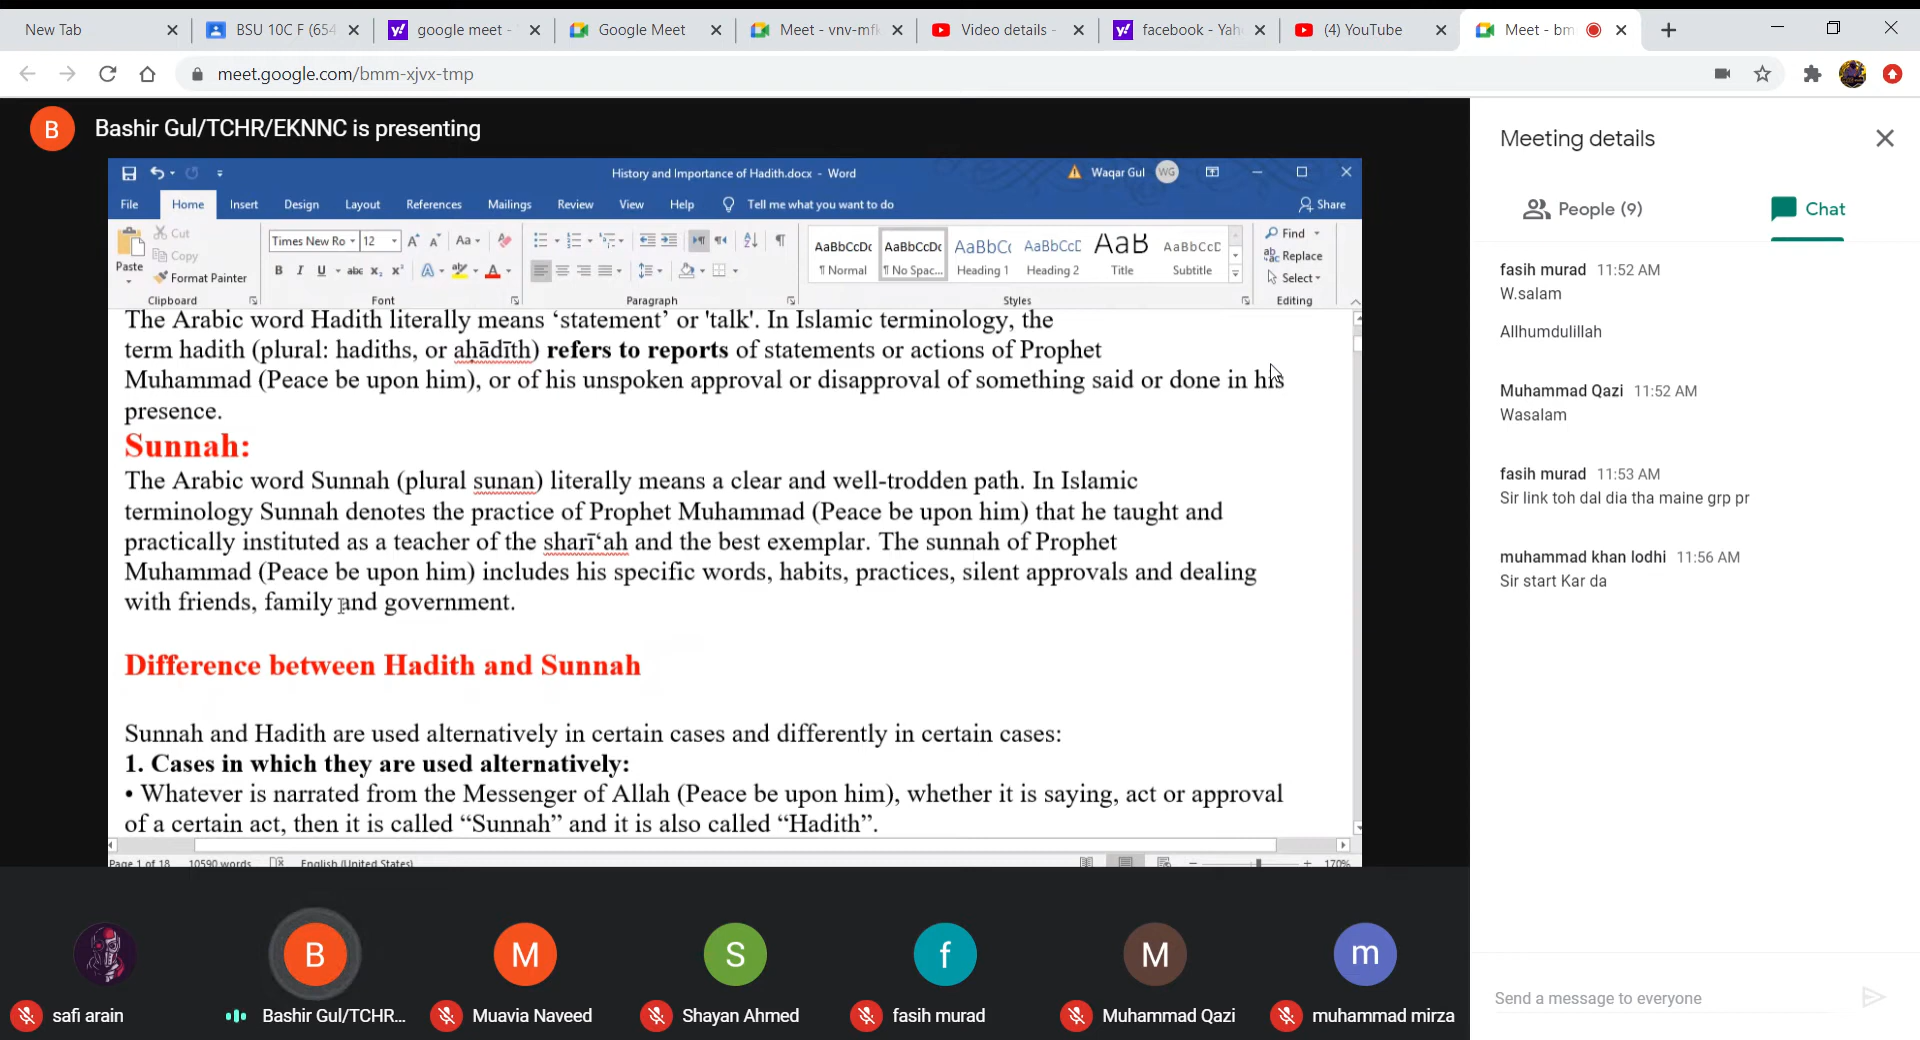 New Tab
BSU 10C F (654
google meet -
Google Meet
Meet - vnv-mfk
Video details -
facebook - Yah
(4) YouTube
Meet - bm
meet.google.com/bmm-xjvx-tmp
B
Bashir Gul/TCHR/EKNNC is presenting
History and Importance of Hadith.docx - Word
Waqar Gul
WG
File Home Insert Design Layout References Mailings Review View Help Tell me what you want to do
Share
Paste
Cut
Copy
Format Painter
Clipboard
Times New Ro
12
Font
Paragraph
AaBbCcDc AaBbCcDc AaBbCc AaBbCcC AaB AaBbCcC
¶ Normal ¶ No Spac... Heading 1 Heading 2 Title Subtitle
Styles
Find
Replace
Select
Editing
The Arabic word Hadith literally means ‘statement’ or 'talk'. In Islamic terminology, the
term hadith (plural: hadiths, or aḥādīth) refers to reports of statements or actions of Prophet
Muhammad (Peace be upon him), or of his unspoken approval or disapproval of something said or done in his
presence.
Sunnah:
The Arabic word Sunnah (plural sunan) literally means a clear and well-trodden path. In Islamic
terminology Sunnah denotes the practice of Prophet Muhammad (Peace be upon him) that he taught and
practically instituted as a teacher of the sharī‘ah and the best exemplar. The sunnah of Prophet
Muhammad (Peace be upon him) includes his specific words, habits, practices, silent approvals and dealing
with friends, family and government.
Difference between Hadith and Sunnah
Sunnah and Hadith are used alternatively in certain cases and differently in certain cases:
1. Cases in which they are used alternatively:
• Whatever is narrated from the Messenger of Allah (Peace be upon him), whether it is saying, act or approval
of a certain act, then it is called “Sunnah” and it is also called “Hadith”.
Page 1 of 18 10590 words English (United States)
170%
Meeting details
People (9)
Chat
fasih murad 11:52 AM
W.salam
Allhumdulillah
Muhammad Qazi 11:52 AM
Wasalam
fasih murad 11:53 AM
Sir link toh dal dia tha maine grp pr
muhammad khan lodhi 11:56 AM
Sir start Kar da
Send a message to everyone
B M S f M m
safi arain
Bashir Gul/TCHR...
Muavia Naveed
Shayan Ahmed
fasih murad
Muhammad Qazi
muhammad mirza